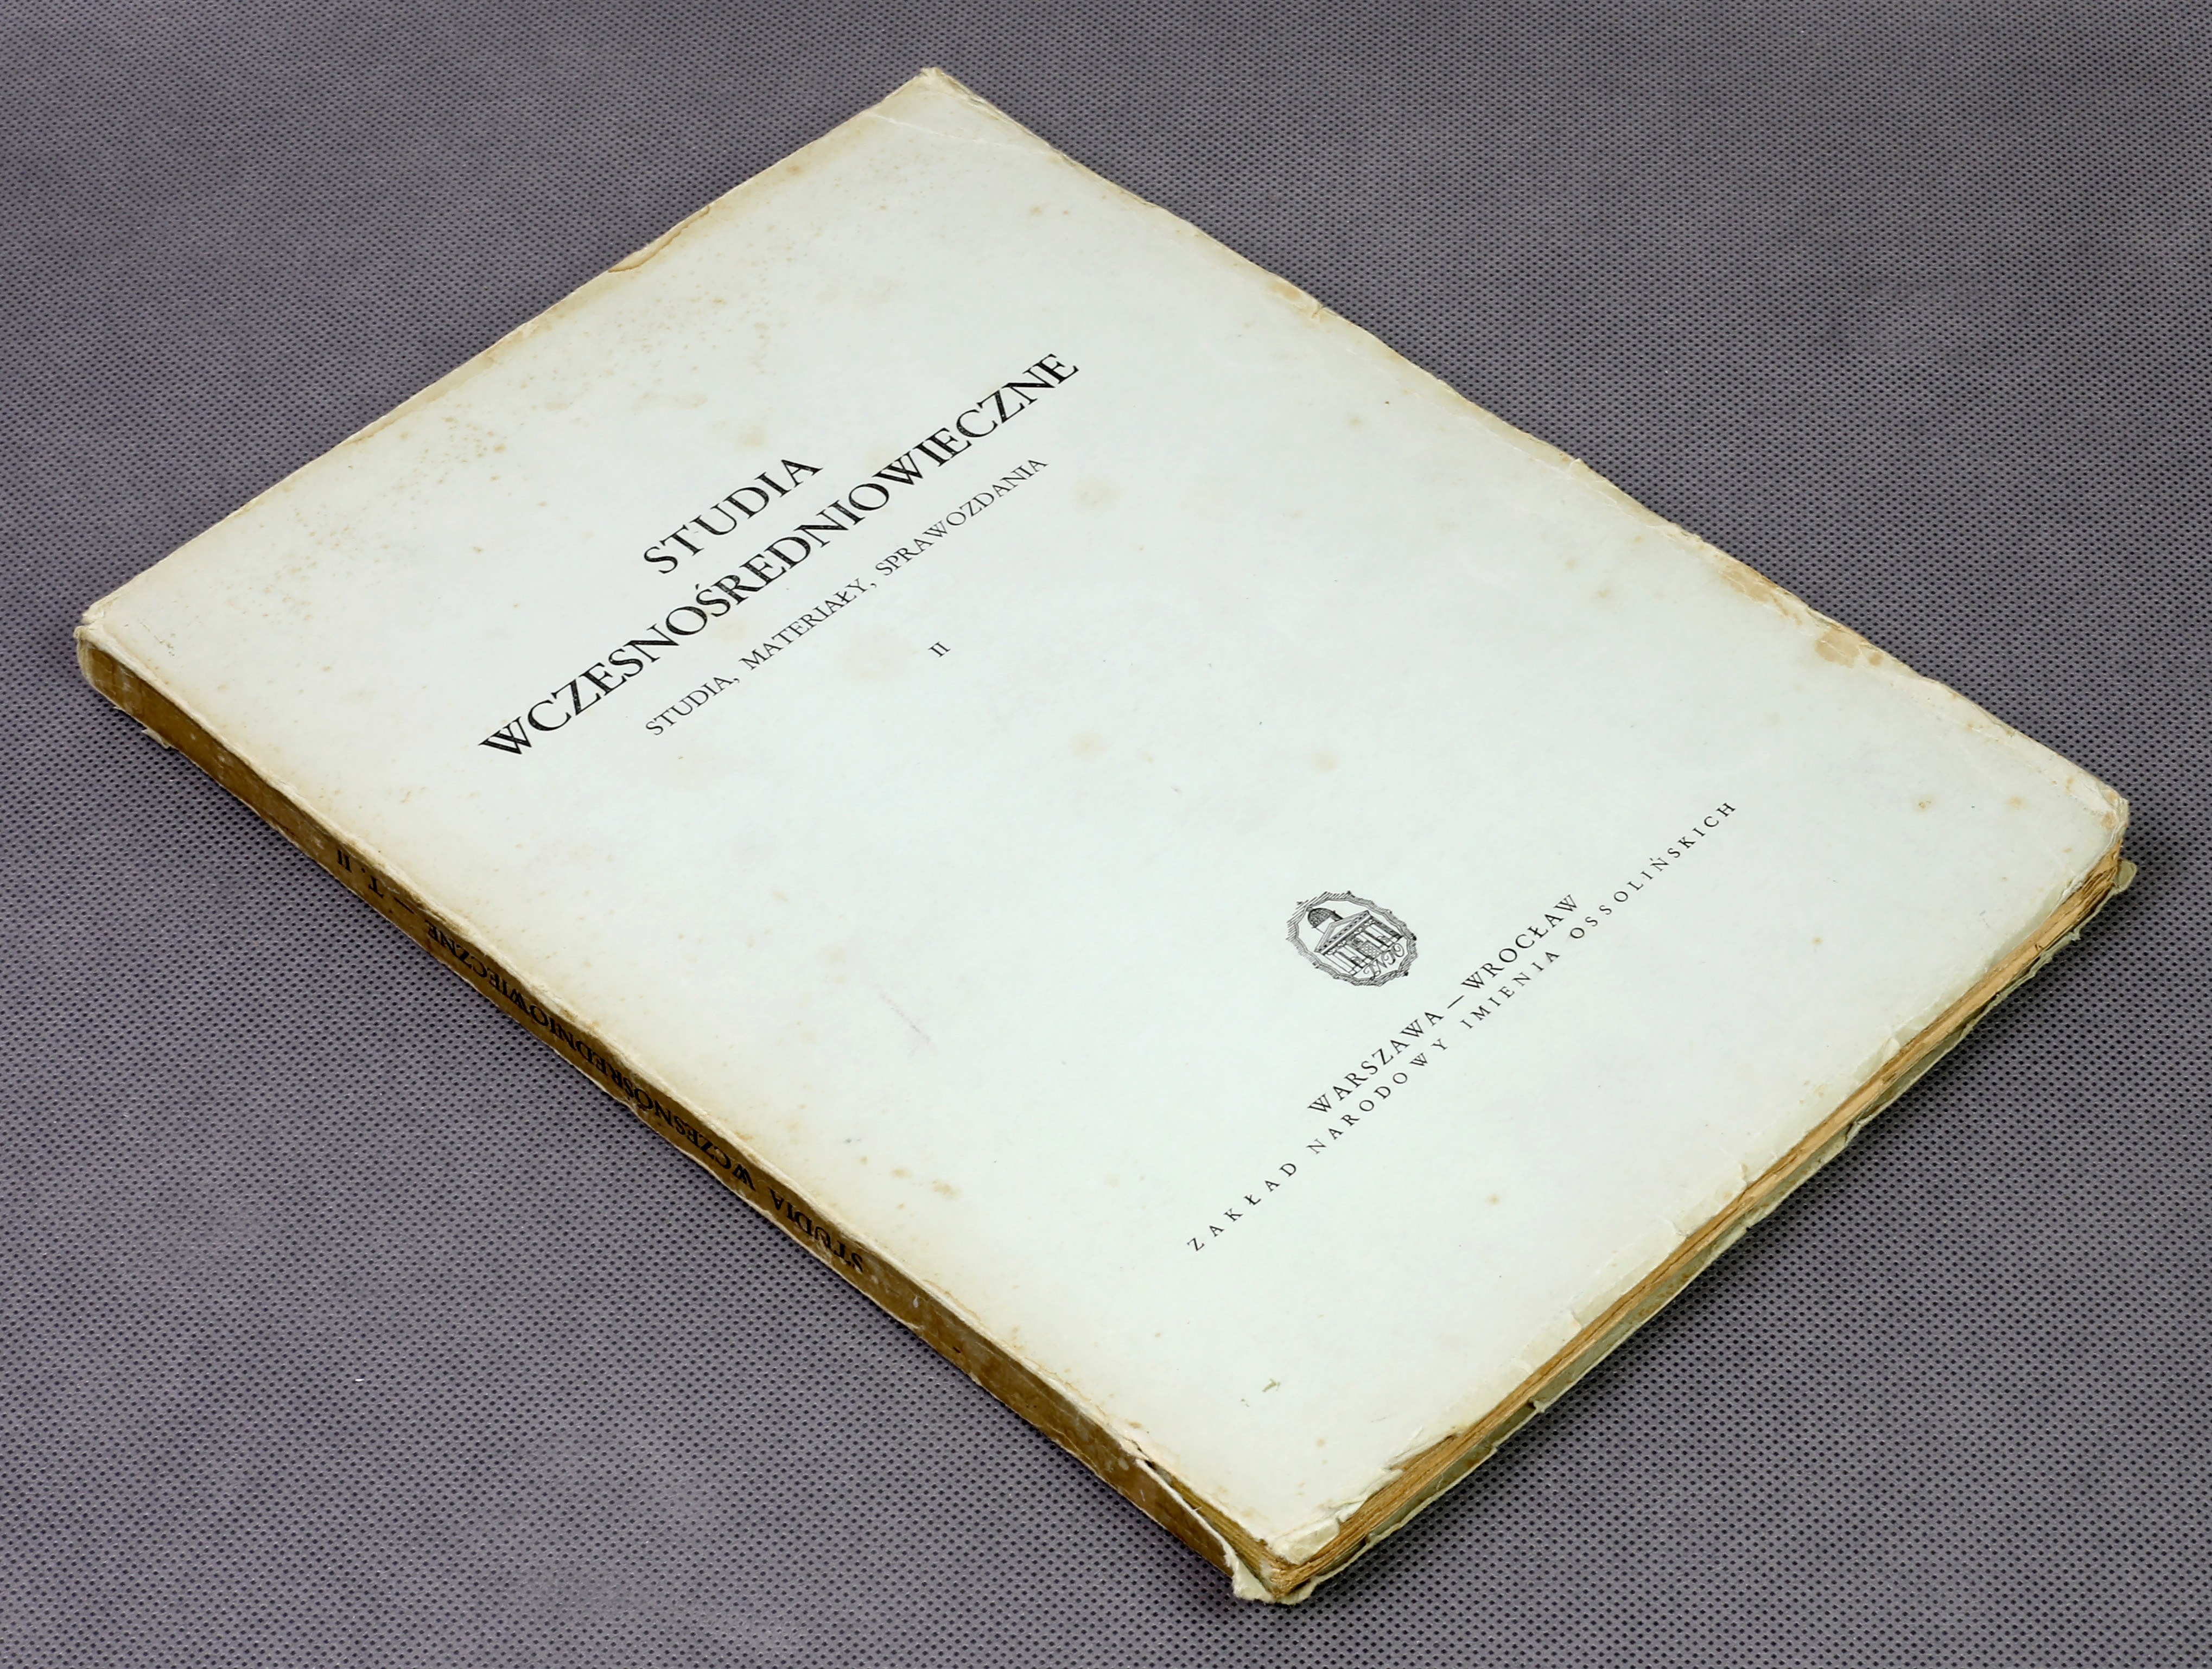 STUDIA
WCZESNOŚREDNIOWIECZNE
STUDIA, MATERIAŁY, SPRAWOZDANIA
II
WARSZAWA — WROCŁAW
ZAKŁAD NARODOWY IMIENIA OSSOLIŃSKICH
STUDIA WCZESNOŚREDNIOWIECZNE — T. II